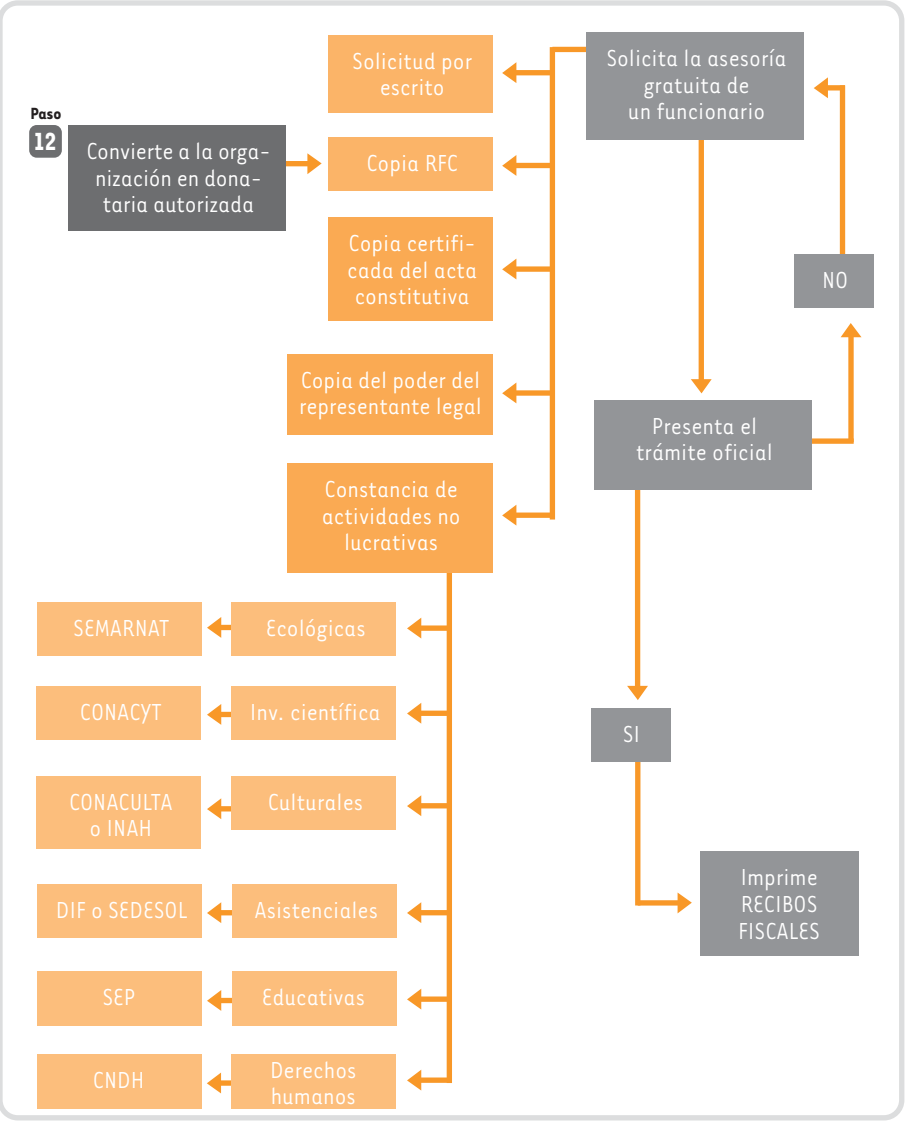 Paso
12
Convierte a la orga-
nización en dona-
taria autorizada
Solicitud por
escrito
Copia RFC
Copia certifi-
cada del acta
constitutiva
Copia del poder del
representante legal
Constancia de
actividades no
lucrativas
Solicita la asesoría
gratuita de
un funcionario
NO
Presenta el
trámite oficial
SI
Imprime
RECIBOS
FISCALES
SEMARNAT
Ecológicas
CONACYT
Inv. científica
CONACULTA
o INAH
Culturales
DIF o SEDESOL
Asistenciales
SEP
Educativas
CNDH
Derechos
humanos